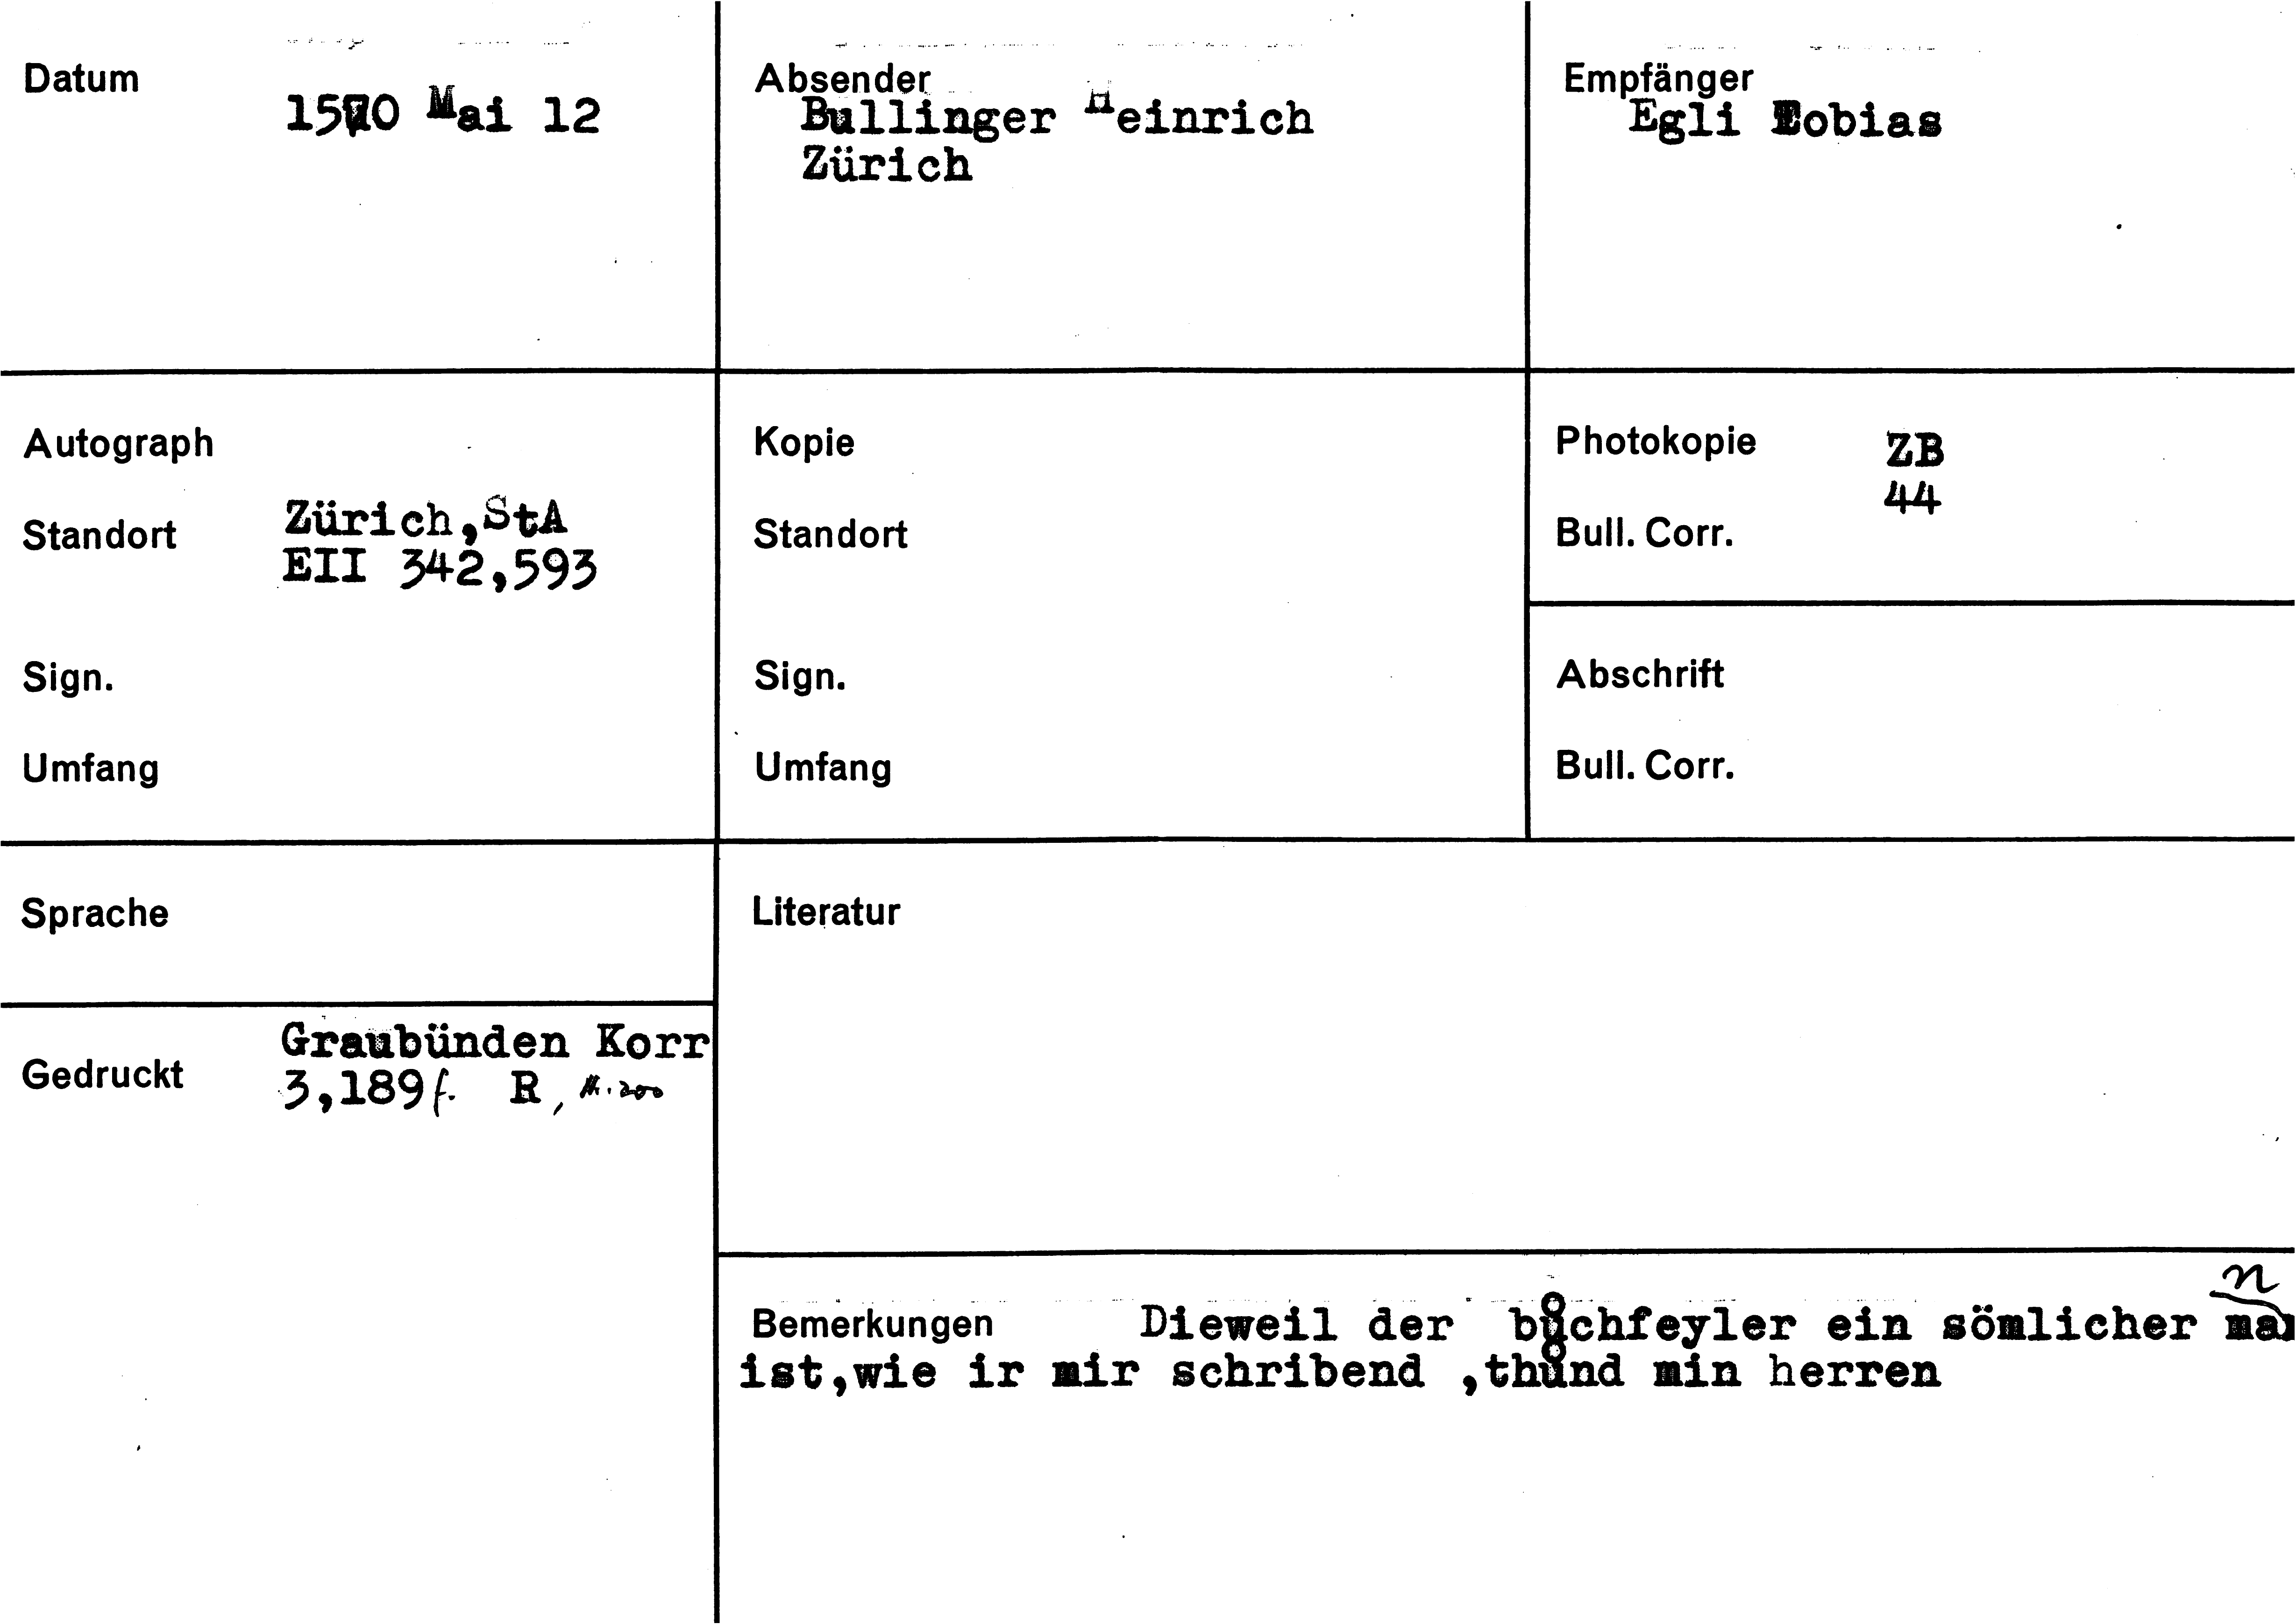 Datum
1570 Mai 12
Absender
Bullinger Heinrich
Zürich
Empfänger
Egli Tobias
Autograph
Standort
Zürich,StA
EII 342,593
Sign.
Umfang
Kopie
Standort
Sign.
Umfang
Photokopie ZB
44
Bull. Corr.
Abschrift
Bull. Corr.
Sprache
Literatur
Gedruckt
Graubünden Korr
3,189f. R,
Bemerkungen Dieweil der bůchfeyler ein sömlicher man
ist,wie ir mir schribend ,thůnd min herren